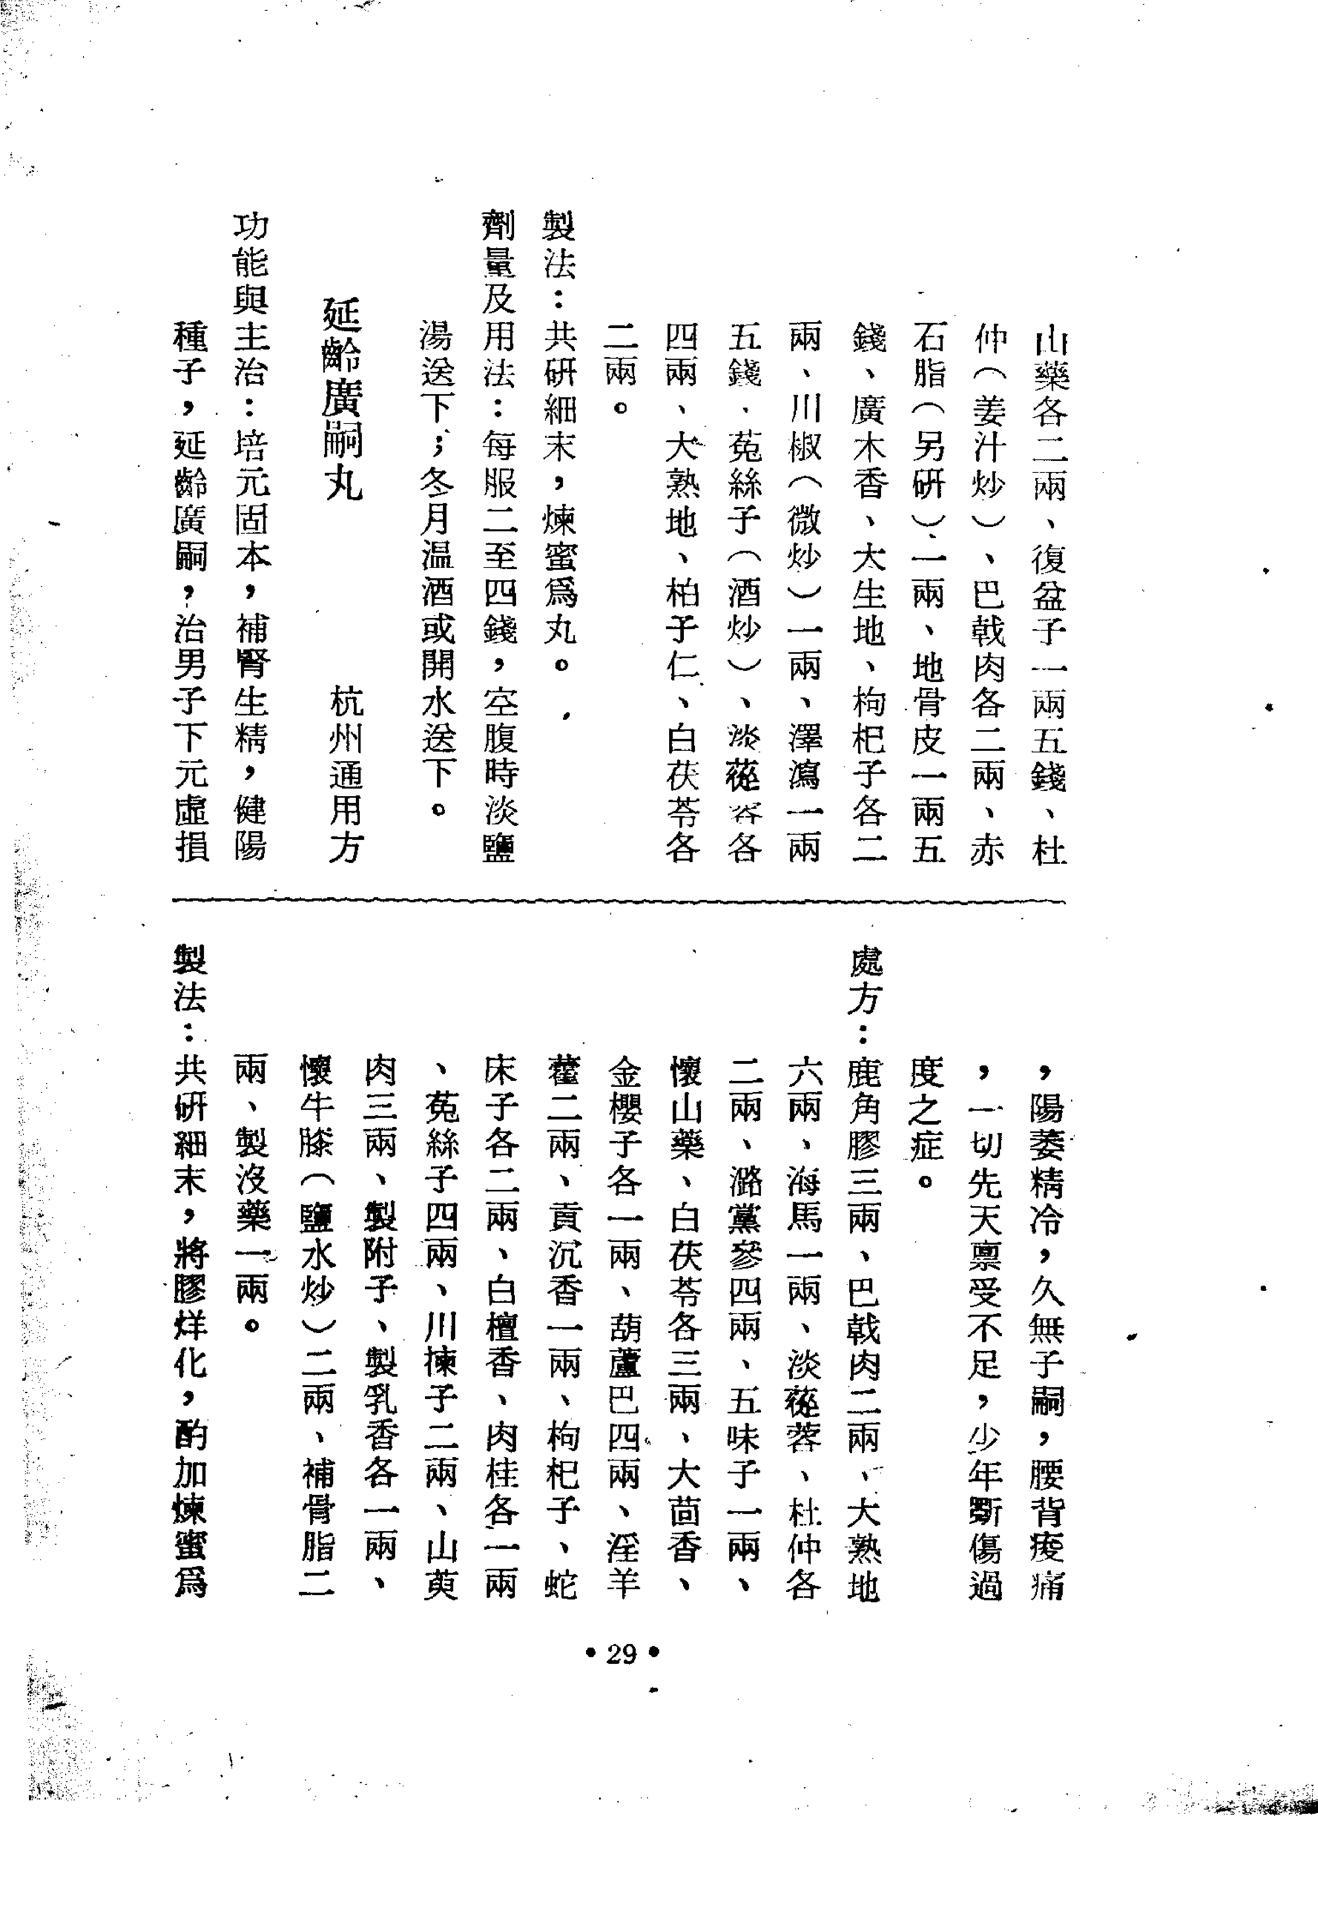 山藥各二兩、復盆子一兩五錢、杜
仲（姜汁炒）、巴戟肉各二兩、赤
石脂（另研）一兩、地骨皮一兩五
錢、廣木香、大生地、枸杞子各二
兩、川椒（微炒）一兩、澤瀉一兩
五錢、菟絲子（酒炒）、淡蓯蓉各
四兩、大熟地、柏子仁、白茯苓各
二兩。
製法：共研細末，煉蜜爲丸。
劑量及用法：每服二至四錢，空腹時淡鹽
湯送下；冬月温酒或開水送下。
延齡廣嗣丸　杭州通用方
功能與主治：培元固本，補腎生精，健陽
種子，延齡廣嗣，治男子下元虛損
，陽萎精冷，久無子嗣，腰背痠痛
，一切先天禀受不足，少年斲傷過
度之症。
處方：鹿角膠三兩、巴戟肉二兩、大熟地
六兩、海馬一兩、淡蓯蓉、杜仲各
二兩、潞黨參四兩、五味子一兩、
懷山藥、白茯苓各三兩、大茴香、
金櫻子各一兩、葫蘆巴四兩、淫羊
藿二兩、貢沉香一兩、枸杞子、蛇
床子各二兩、白檀香、肉桂各一兩
、菟絲子四兩、川揀子二兩、山萸
肉三兩、製附子、製乳香各一兩、
懷牛膝（鹽水炒）二兩、補骨脂二
兩、製沒藥一兩。
製法：共研細末，將膠烊化，酌加煉蜜爲
•29•